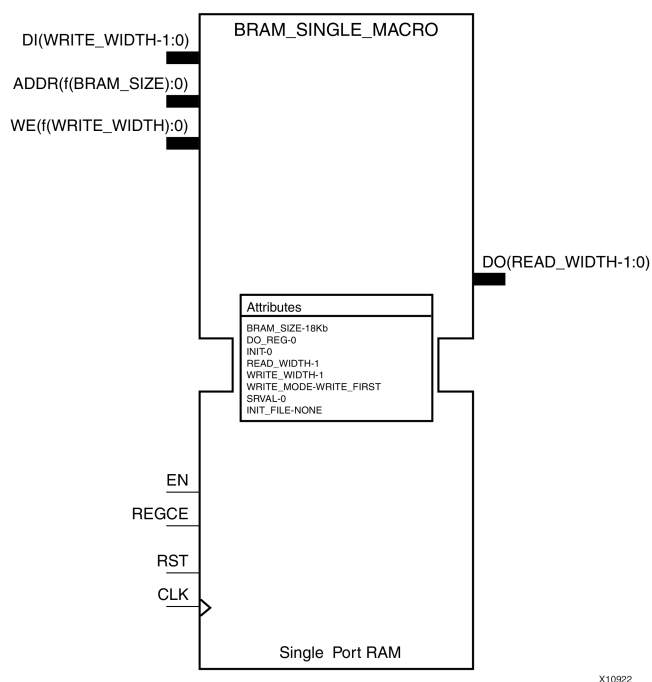 BRAM_SINGLE_MACRO
DI(WRITE_WIDTH-1:0)
ADDR(f(BRAM_SIZE):0)
WE(f(WRITE_WIDTH):0)
DO(READ_WIDTH-1:0)
Attributes
BRAM_SIZE-18Kb
DO_REG-0
INIT-0
READ_WIDTH-1
WRITE_WIDTH-1
WRITE_MODE-WRITE_FIRST
SRVAL-0
INIT_FILE-NONE
EN
REGCE
RST
CLK
Single Port RAM
X10922